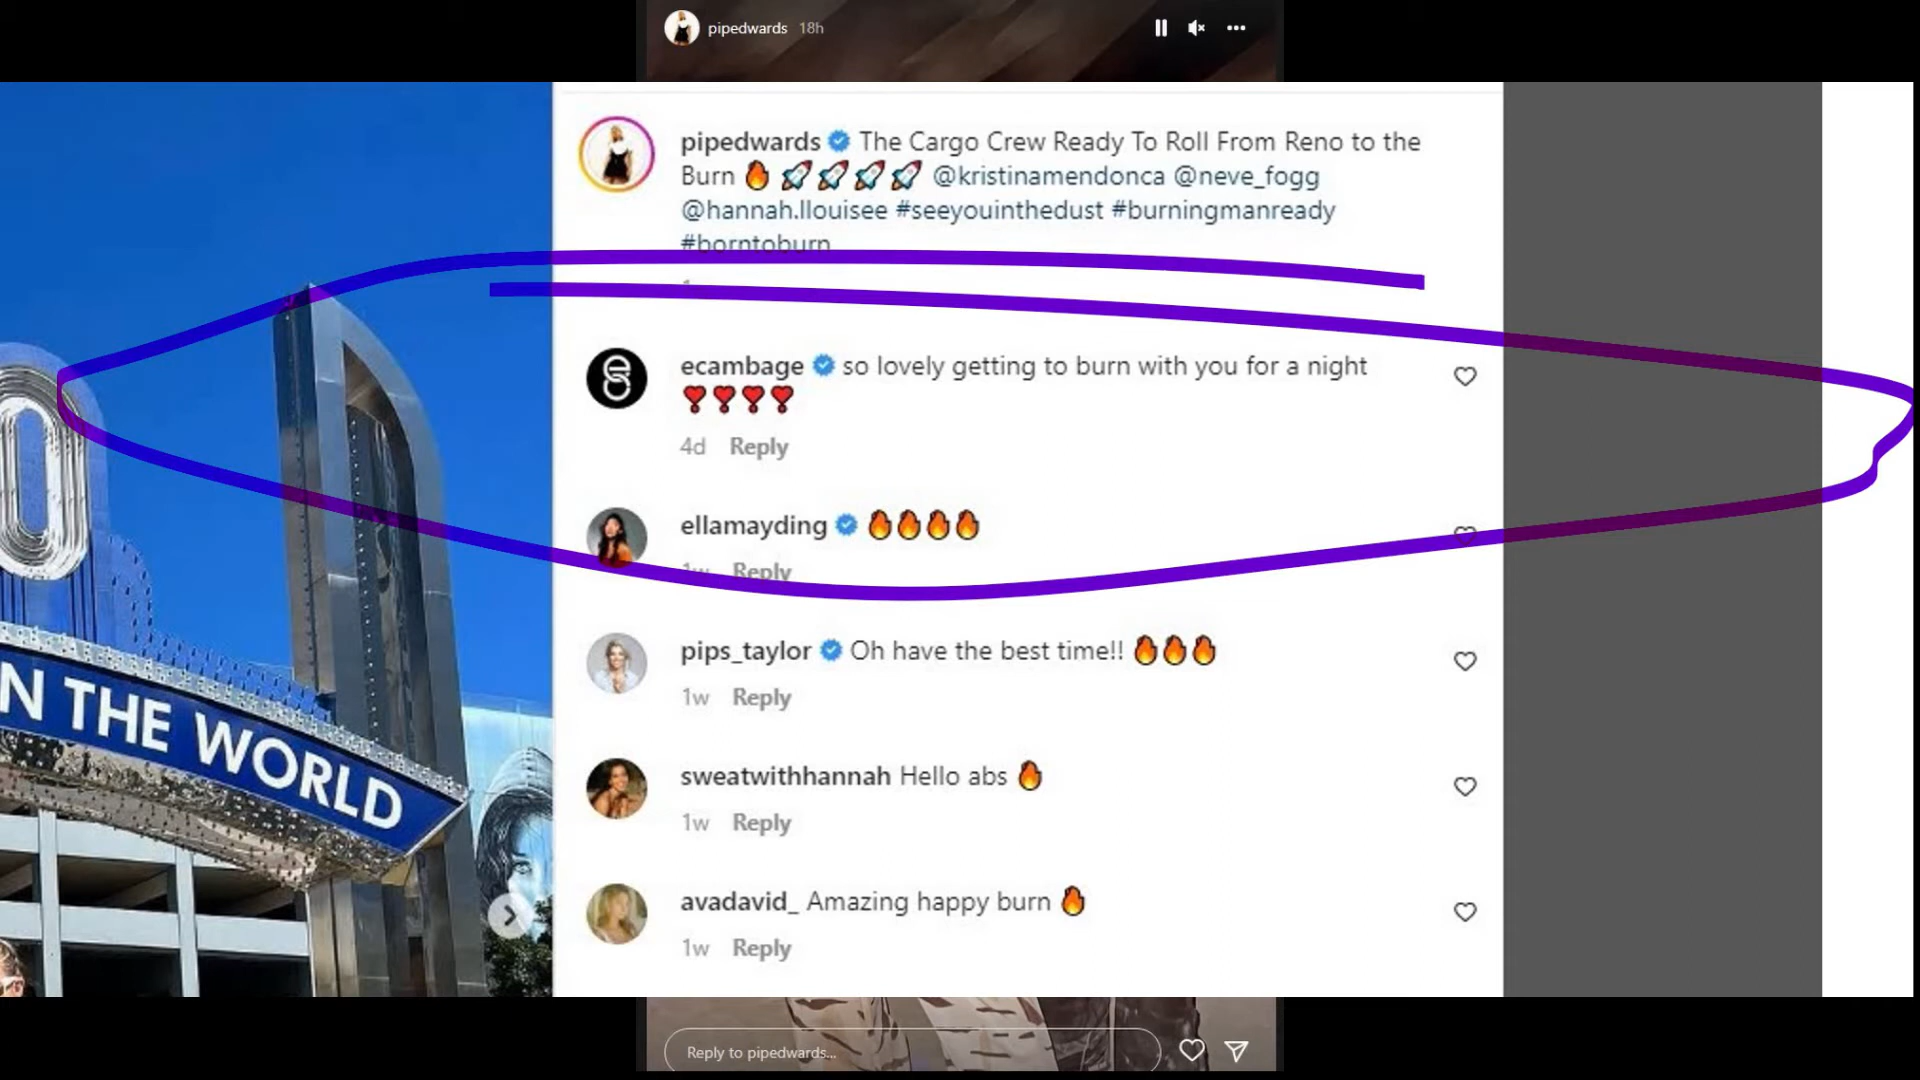 pipedwards 18h
pipedwards The Cargo Crew Ready To Roll From Reno to the
Burn 🔥 🚀🚀🚀🚀 @kristinamendonca @neve_fogg
@hannah.llouisee #seeyouinthedust #burningmanready
#borntoburn
ecambage so lovely getting to burn with you for a night
❣️❣️❣️❣️
4d Reply
ellamayding 🔥🔥🔥🔥
1w Reply
pips_taylor Oh have the best time!! 🔥🔥🔥
1w Reply
sweatwithhannah Hello abs 🔥
1w Reply
avadavid_ Amazing happy burn 🔥
1w Reply
O
N THE WORLD
Reply to pipedwards...